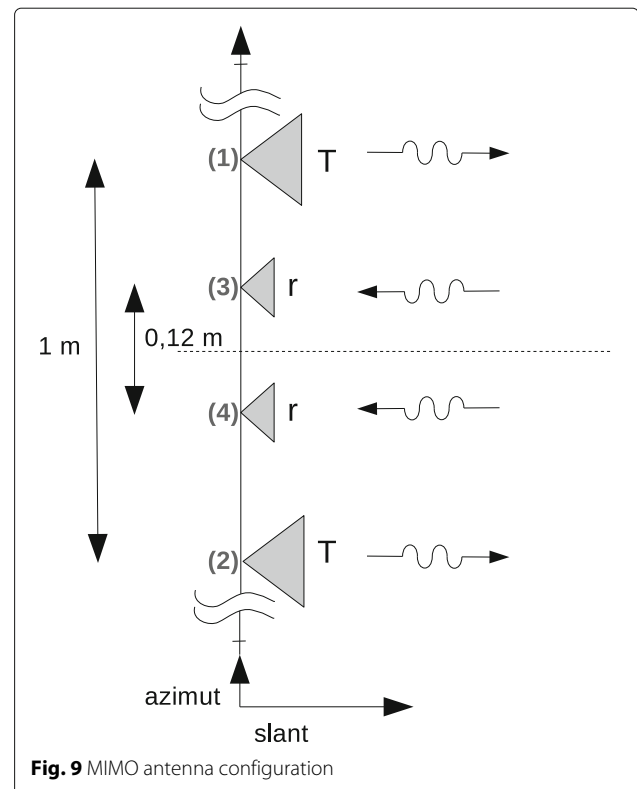 (1) T
(3) r
0,12 m
1 m
(4) r
(2) T
azimut
slant
Fig. 9 MIMO antenna configuration